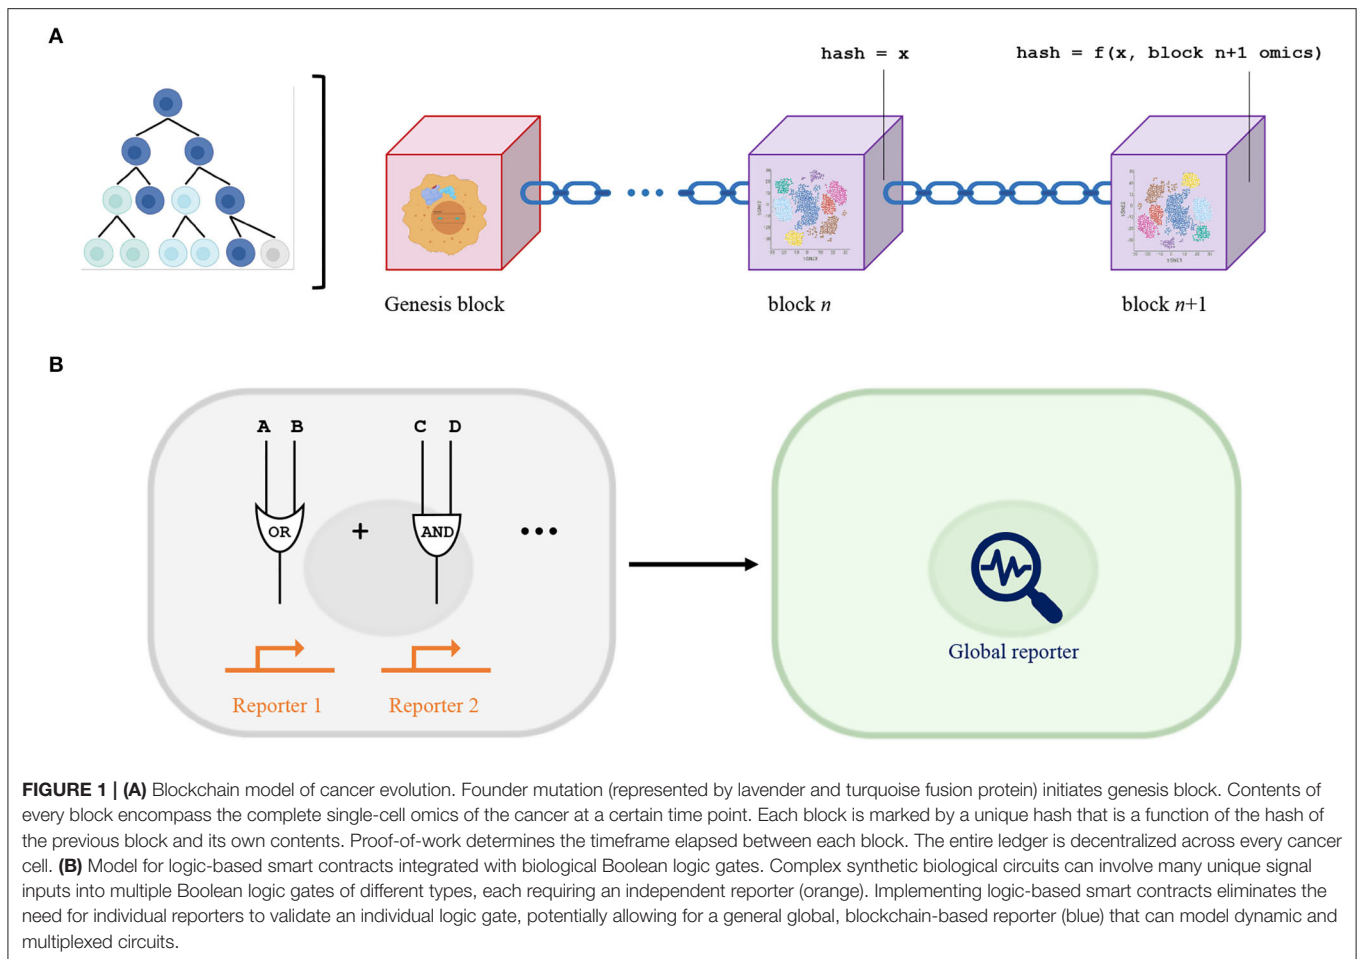 A
hash = x
hash = f(x, block n+1 omics)
Genesis block
block n
block n+1
B
A B
C D
OR
+
AND
Reporter 1
Reporter 2
Global reporter
FIGURE 1 | (A) Blockchain model of cancer evolution. Founder mutation (represented by lavender and turquoise fusion protein) initiates genesis block. Contents of
every block encompass the complete single-cell omics of the cancer at a certain time point. Each block is marked by a unique hash that is a function of the hash of
the previous block and its own contents. Proof-of-work determines the timeframe elapsed between each block. The entire ledger is decentralized across every cancer
cell. (B) Model for logic-based smart contracts integrated with biological Boolean logic gates. Complex synthetic biological circuits can involve many unique signal
inputs into multiple Boolean logic gates of different types, each requiring an independent reporter (orange). Implementing logic-based smart contracts eliminates the
need for individual reporters to validate an individual logic gate, potentially allowing for a general global, blockchain-based reporter (blue) that can model dynamic and
multiplexed circuits.